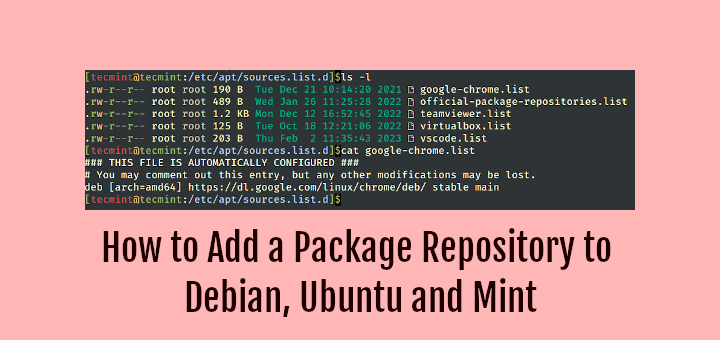 [tecmint@tecmint:/etc/apt/sources.list.d]$ls -l
.rw-r--r-- root root 190 B  Tue Dec 21 10:14:20 2021 google-chrome.list
.rw-r--r-- root root 489 B  Wed Jan 26 11:25:28 2022 official-package-repositories.list
.rw-r--r-- root root 1.2 KB Mon Dec 12 16:52:45 2022 teamviewer.list
.rw-r--r-- root root 125 B  Tue Oct 18 12:21:06 2022 virtualbox.list
.rw-r--r-- root root 203 B  Thu Feb  2 11:35:43 2023 vscode.list
[tecmint@tecmint:/etc/apt/sources.list.d]$cat google-chrome.list
### THIS FILE IS AUTOMATICALLY CONFIGURED ###
# You may comment out this entry, but any other modifications may be lost.
deb [arch=amd64] https://dl.google.com/linux/chrome/deb/ stable main
[tecmint@tecmint:/etc/apt/sources.list.d]$
How to Add a Package Repository to
Debian, Ubuntu and Mint